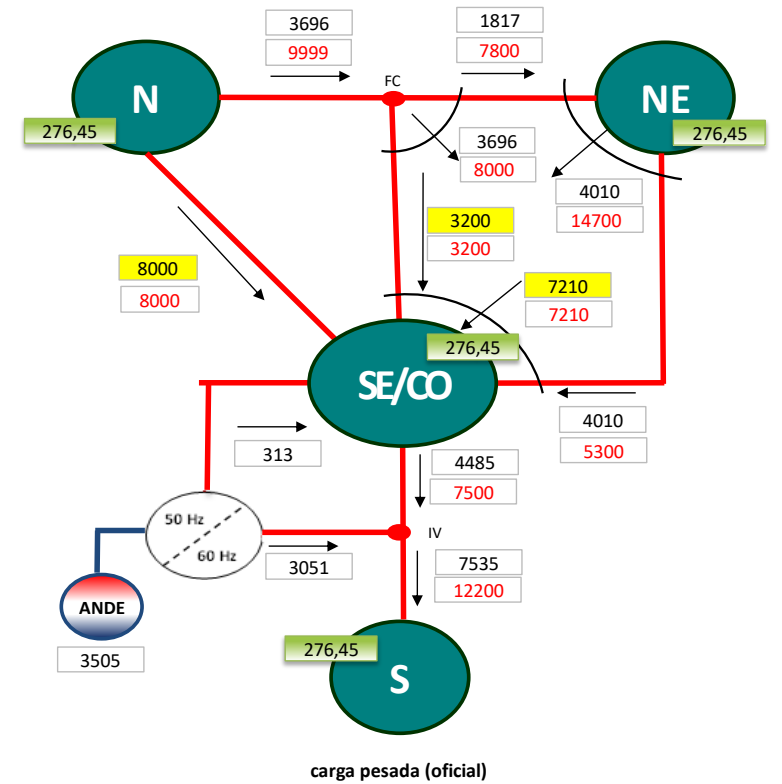 3696
9999
1817
7800
FC
N
NE
276,45
276,45
3696
8000
4010
14700
3200
3200
8000
8000
7210
7210
276,45
SE/CO
4010
5300
313
4485
7500
50 Hz
60 Hz
IV
3051
7535
12200
ANDE
3505
276,45
S
carga pesada (oficial)